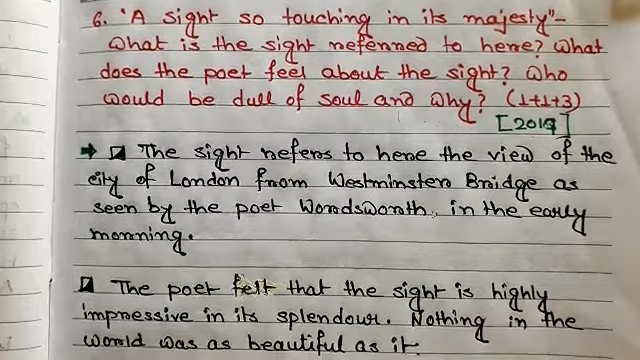 6. "A sight so touching in its majesty"-
What is the sight referred to here? What
does the poet feel about the sight? Who
would be dull of soul and why? (1+1+3)
[2019]
→ The sight refers to here the view of the
city of London from Westminster Bridge as
seen by the poet Wordsworth, in the early
morning.
The poet felt that the sight is highly
impressive in its splendour. Nothing in the
world was as beautiful as it.